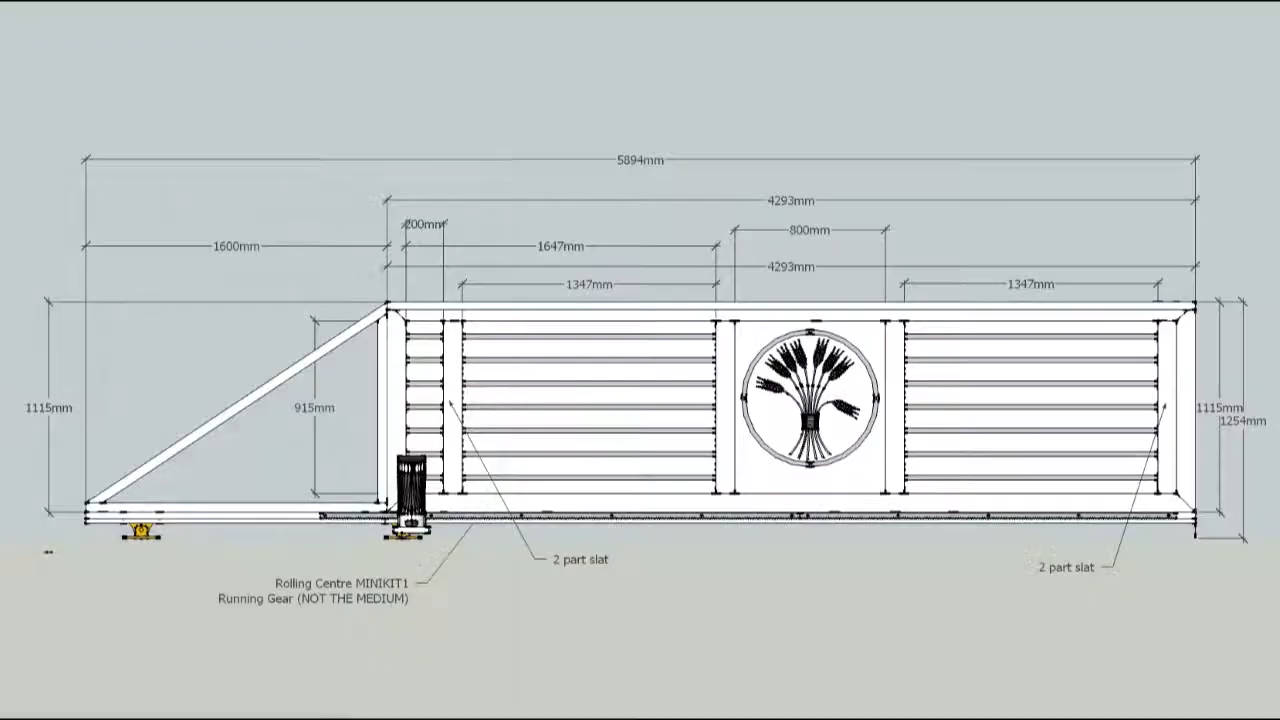 5894mm
4293mm
200mm
800mm
1600mm
1647mm
4293mm
1347mm
1347mm
1115mm
915mm
1115mm
1254mm
2 part slat
2 part slat
Rolling Centre MINIKIT1
Running Gear (NOT THE MEDIUM)